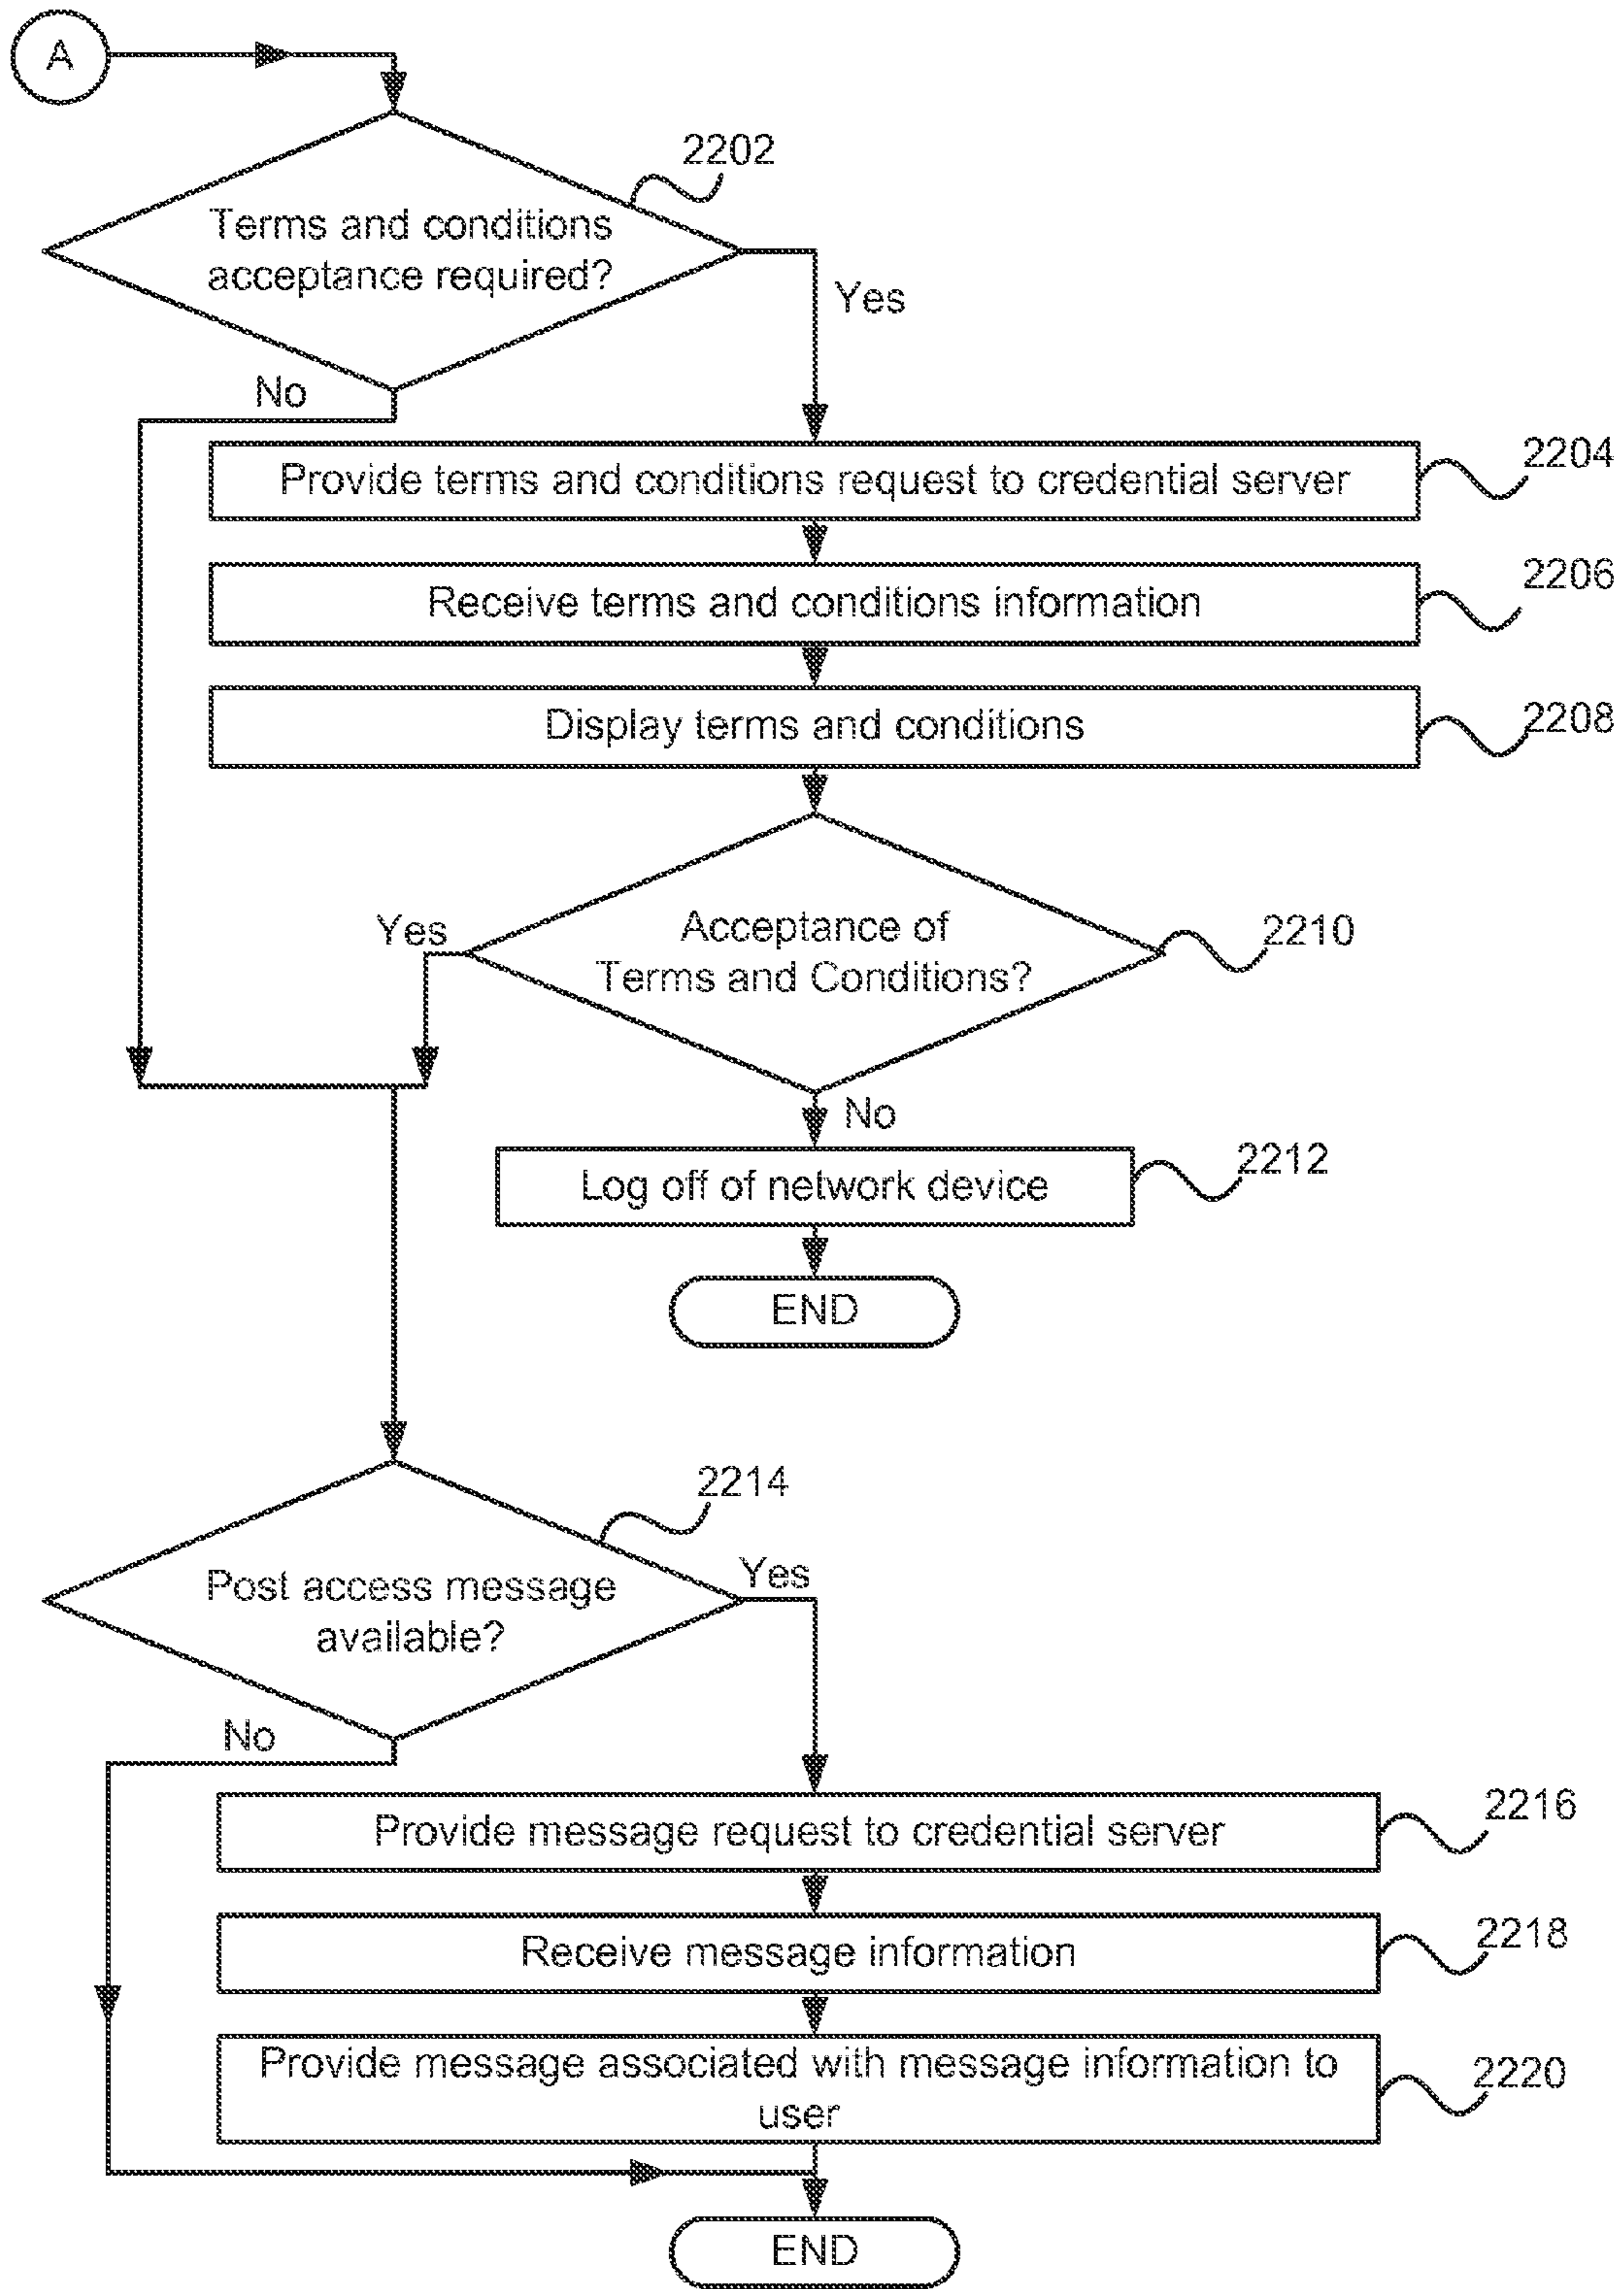 A
2202
Terms and conditions
acceptance required?
Yes
No
Provide terms and conditions request to credential server
2204
Receive terms and conditions information
2206
Display terms and conditions
2208
Yes
Acceptance of
Terms and Conditions?
2210
No
Log off of network device
2212
END
2214
Post access message
available?
Yes
No
Provide message request to credential server
2216
Receive message information
2218
Provide message associated with message information to
user
2220
END